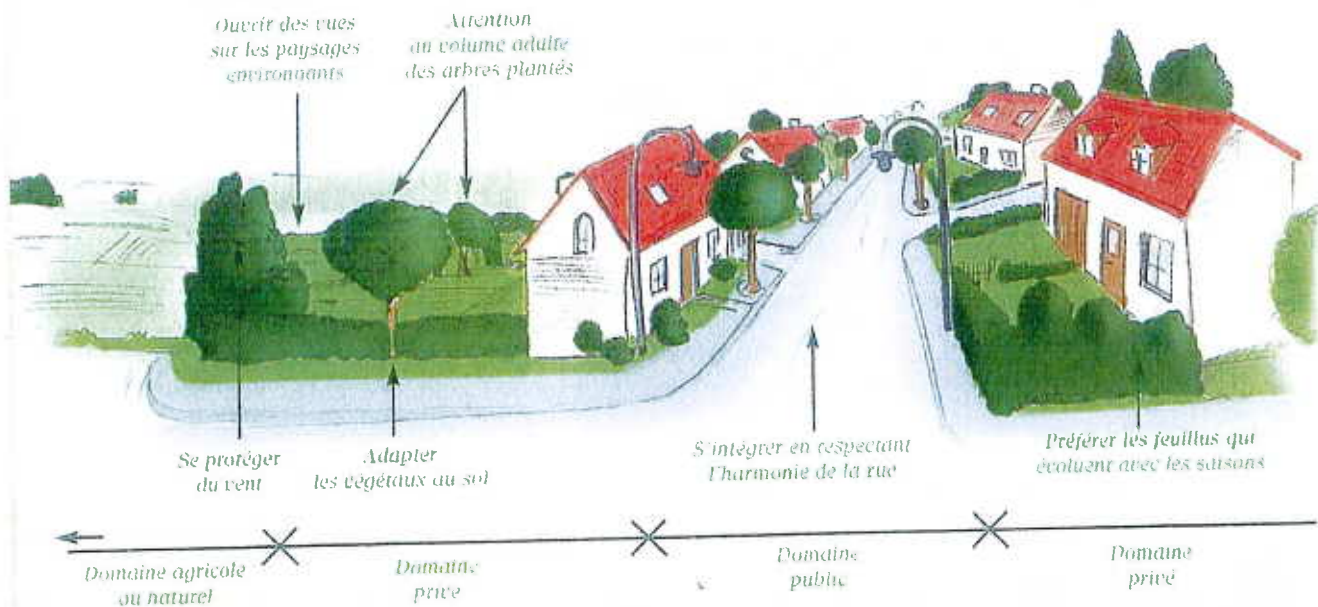 Ouvrir des vues
sur les paysages
environnants
Attention
au volume adulte
des arbres plantés
Se protéger
du vent
Adapter
les végétaux au sol
S'intégrer en respectant
l'harmonie de la rue
Préférer les feuillus qui
évoluent avec les saisons
Domaine agricole
ou naturel
Domaine
privé
Domaine
public
Domaine
privé